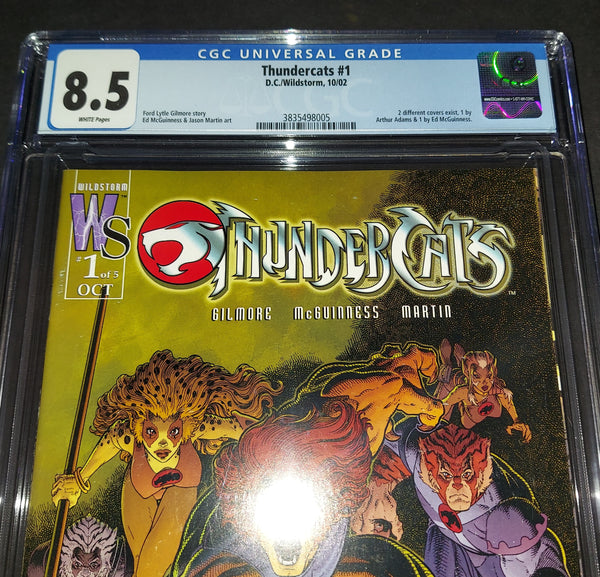 CGC UNIVERSAL GRADE
8.5
WHITE Pages
Thundercats #1
D.C./Wildstorm, 10/02
Ford Lytle Gilmore story
Ed McGuinness & Jason Martin art
3835498005
2 different covers exist, 1 by
Arthur Adams & 1 by Ed McGuinness.
WILDSTORM
WS
#1 of 5
OCT
THUNDERCATS™
GILMORE McGUINNESS MARTIN